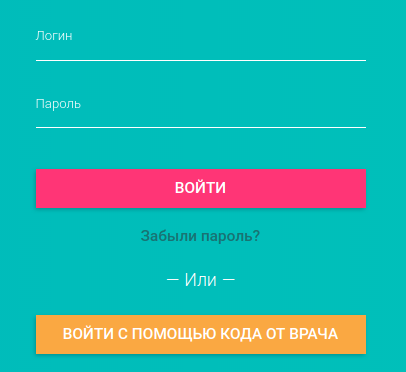 Логин
Пароль
ВОЙТИ
Забыли пароль?
— Или —
ВОЙТИ С ПОМОЩЬЮ КОДА ОТ ВРАЧА